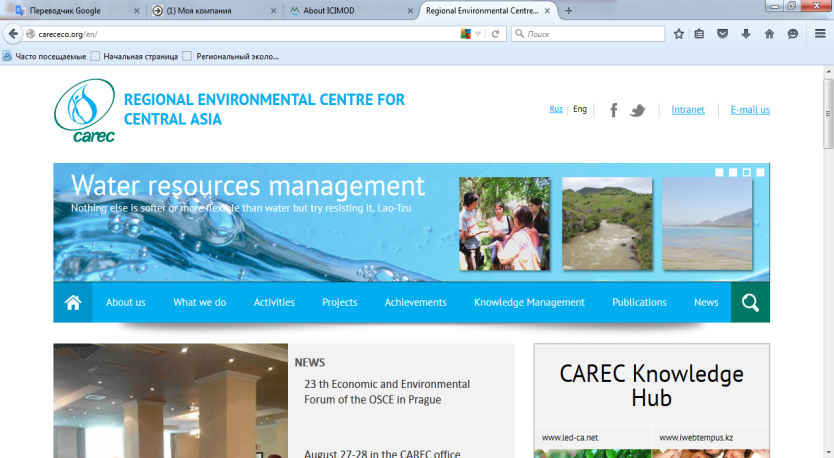 Переводчик Google
(1) Моя компания
About ICIMOD
Regional Environmental Centre...
carececo.org/en/
Поиск
Часто посещаемые
Начальная страница
Региональный эколо...
carec
REGIONAL ENVIRONMENTAL CENTRE FOR
CENTRAL ASIA
Rus | Eng
Intranet
E-mail us
Water resources management
Nothing else is softer or more flexible than water but try resisting it. Lao-Tzu
About us
What we do
Activities
Projects
Achievements
Knowledge Management
Publications
News
NEWS
23 th Economic and Environmental
Forum of the OSCE in Prague
August 27-28 in the CAREC office
CAREC Knowledge
Hub
www.led-ca.net
www.iwebtempus.kz